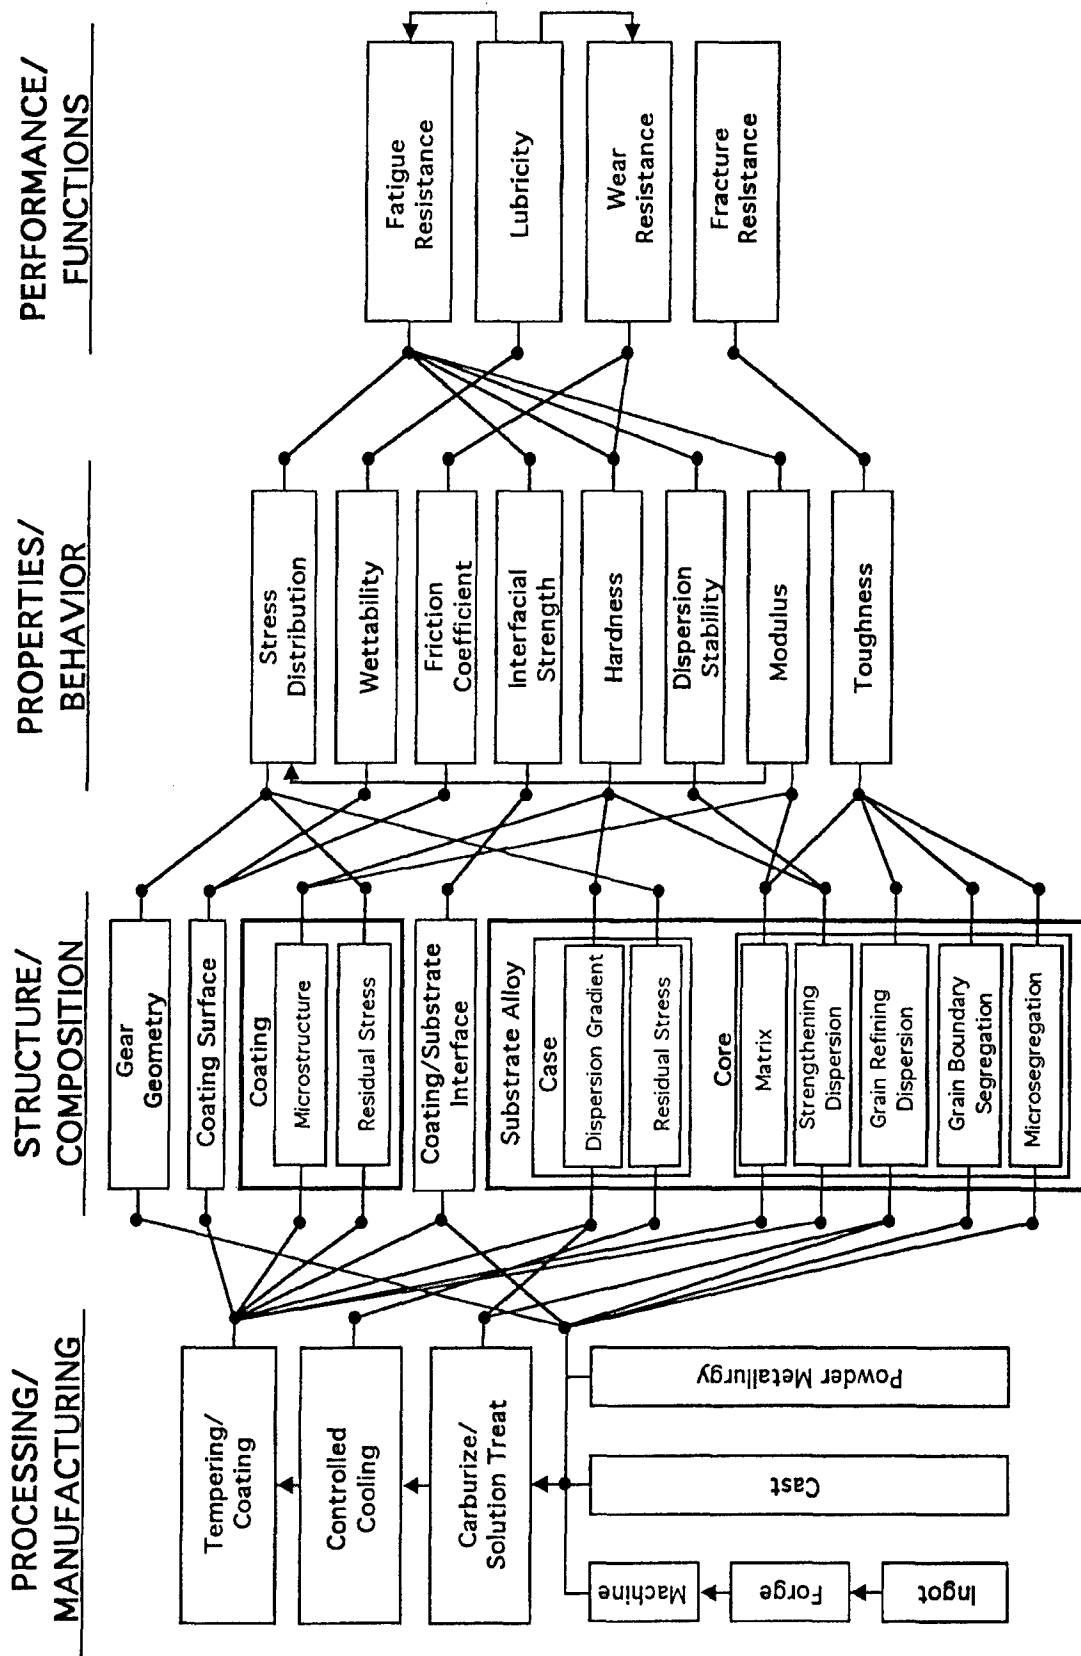 PROCESSING/
MANUFACTURING
Tempering/
Coating
Controlled
Cooling
Carburize/
Solution Treat
Machine
Forge
Ingot
Cast
Powder Metallurgy
STRUCTURE/
COMPOSITION
Gear
Geometry
Coating Surface
Coating
Microstructure
Residual Stress
Coating/Substrate
Interface
Substrate Alloy
Case
Dispersion Gradient
Residual Stress
Core
Matrix
Strengthening
Dispersion
Grain Refining
Dispersion
Grain Boundary
Segregation
Microsegregation
PROPERTIES/
BEHAVIOR
Stress
Distribution
Wettability
Friction
Coefficient
Interfacial
Strength
Hardness
Dispersion
Stability
Modulus
Toughness
PERFORMANCE/
FUNCTIONS
Fatigue
Resistance
Lubricity
Wear
Resistance
Fracture
Resistance